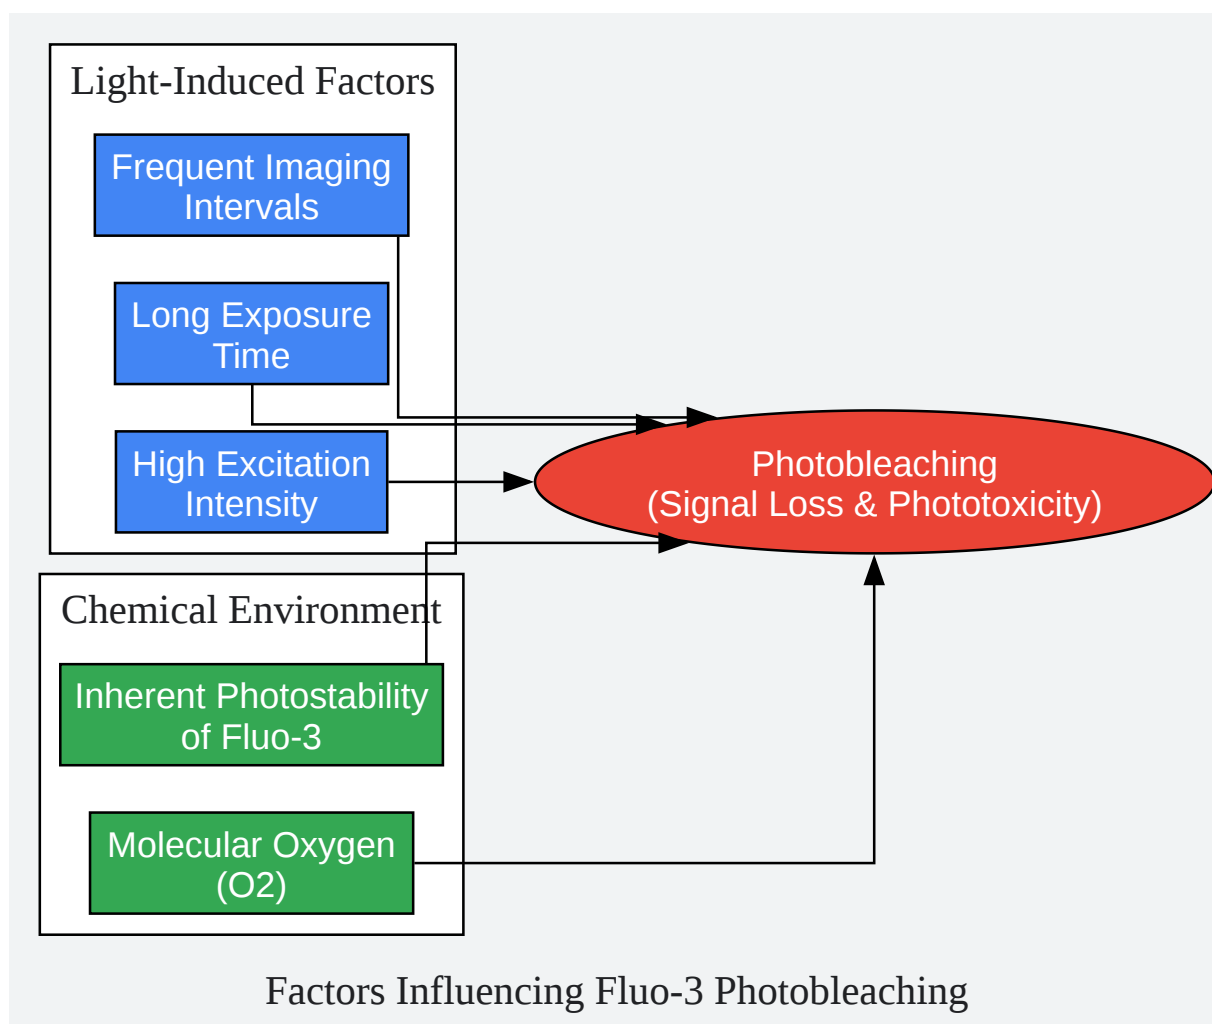 Light-Induced Factors
Frequent Imaging
Intervals
Long Exposure
Time
High Excitation
Intensity
Photobleaching
(Signal Loss & Phototoxicity)
Chemical Environment
Inherent Photostability
of Fluo-3
Molecular Oxygen
(O2)
Factors Influencing Fluo-3 Photobleaching